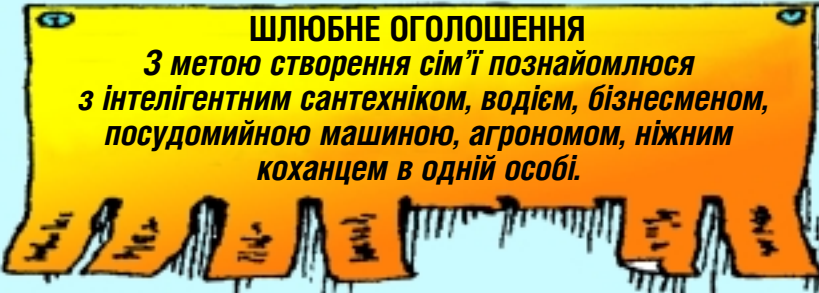 ШЛЮБНЕ ОГОЛОШЕННЯ
З метою створення сім’ї познайомлюся
з інтелігентним сантехніком, водієм, бізнесменом,
посудомийною машиною, агрономом, ніжним
коханцем в одній особі.